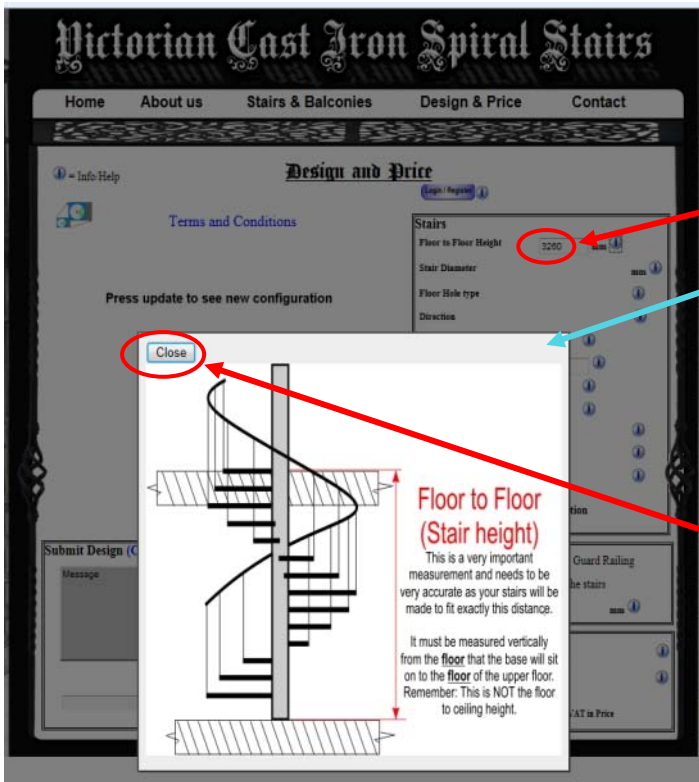 Victorian Cast Iron Spiral Stairs
Home About us Stairs & Balconies Design & Price Contact
= Info/Help
Design and Price
Login / Register
Terms and Conditions
Stairs
Floor to Floor Height 3260 mm
Stair Diameter mm
Floor Hole type
Direction
Press update to see new configuration
Close
Floor to Floor
(Stair height)
This is a very important
measurement and needs to be
very accurate as your stairs will be
made to fit exactly this distance.
It must be measured vertically
from the floor that the base will sit
on to the floor of the upper floor.
Remember: This is NOT the floor
to ceiling height.
Submit Design (
Message
Guard Railing
stairs
mm
VAT in Price